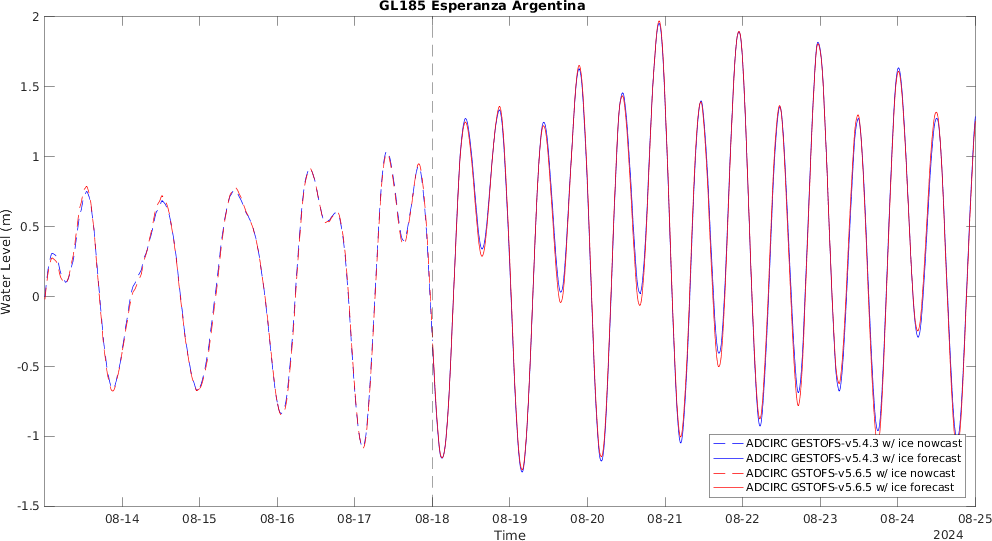 GL185 Esperanza Argentina
Water Level (m)
2
1.5
1
0.5
0
-0.5
-1
-1.5
08-14 08-15 08-16 08-17 08-18 08-19 08-20 08-21 08-22 08-23 08-24 08-25
Time
2024
ADCIRC GESTOFS-v5.4.3 w/ ice nowcast
ADCIRC GESTOFS-v5.4.3 w/ ice forecast
ADCIRC GSTOFS-v5.6.5 w/ ice nowcast
ADCIRC GSTOFS-v5.6.5 w/ ice forecast